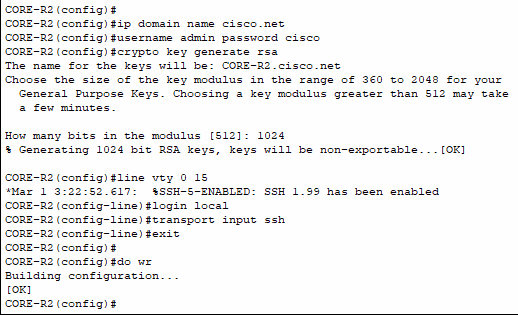 CORE-R2(config)#
CORE-R2(config)#ip domain name cisco.net
CORE-R2(config)#username admin password cisco
CORE-R2(config)#crypto key generate rsa
The name for the keys will be: CORE-R2.cisco.net
Choose the size of the key modulus in the range of 360 to 2048 for your
  General Purpose Keys. Choosing a key modulus greater than 512 may take
  a few minutes.

How many bits in the modulus [512]: 1024
% Generating 1024 bit RSA keys, keys will be non-exportable...[OK]

CORE-R2(config)#line vty 0 15
*Mar 1 3:22:52.617:  %SSH-5-ENABLED: SSH 1.99 has been enabled
CORE-R2(config-line)#login local
CORE-R2(config-line)#transport input ssh
CORE-R2(config-line)#exit
CORE-R2(config)#
CORE-R2(config)#do wr
Building configuration...
[OK]
CORE-R2(config)#